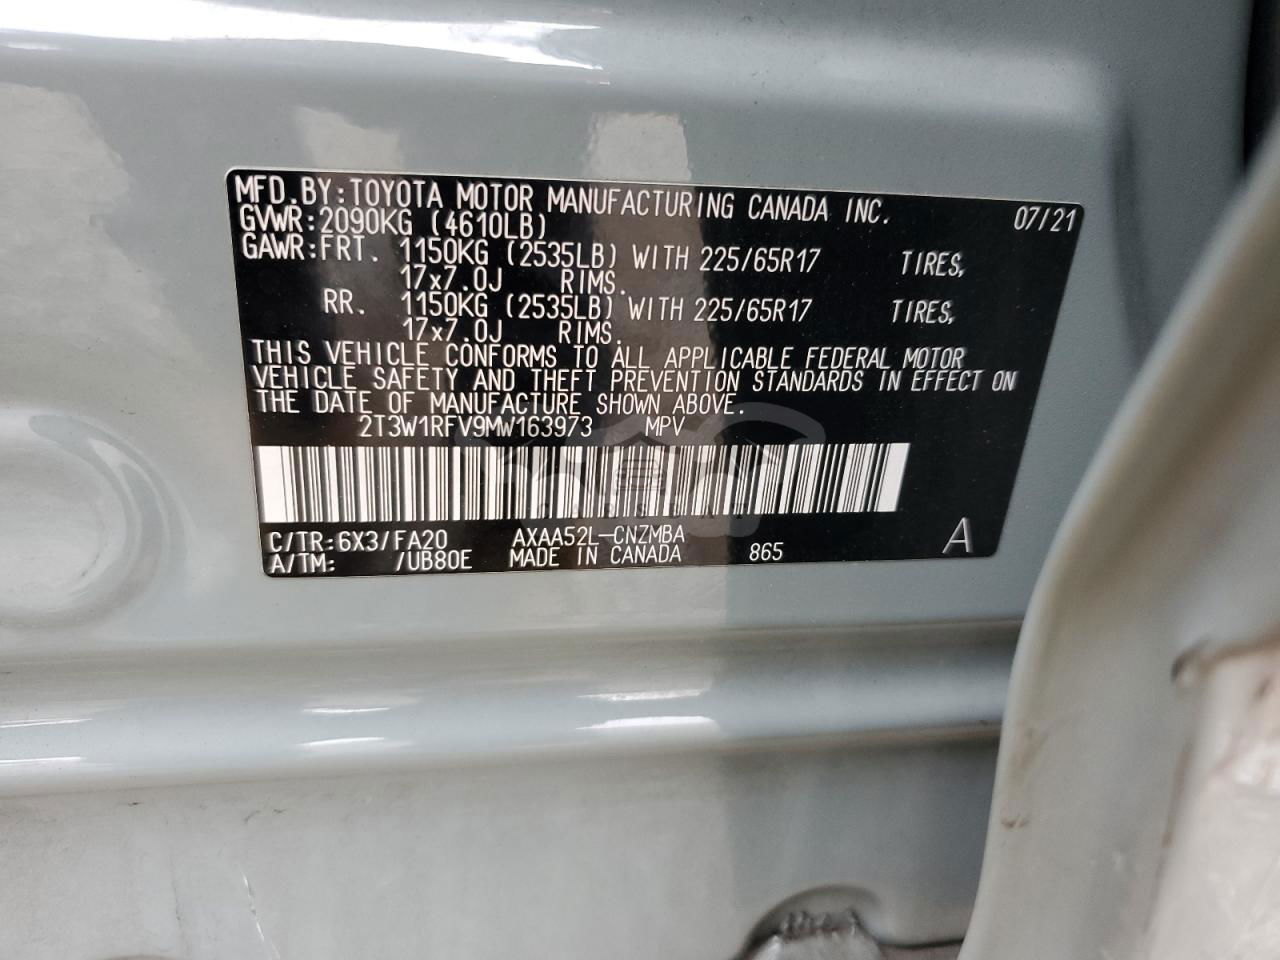 MFD.BY:TOYOTA MOTOR MANUFACTURING CANADA INC. 07/21
GVWR:2090KG (4610LB)
GAWR:FRT. 1150KG (2535LB) WITH 225/65R17 TIRES,
17x7.0J RIMS.
RR. 1150KG (2535LB) WITH 225/65R17 TIRES,
17x7.0J RIMS.
THIS VEHICLE CONFORMS TO ALL APPLICABLE FEDERAL MOTOR
VEHICLE SAFETY AND THEFT PREVENTION STANDARDS IN EFFECT ON
THE DATE OF MANUFACTURE SHOWN ABOVE.
2T3W1RFV9MW163973 MPV
C/TR:6X3/FA20 AXAA52L-CNZMBA
A/TM: /UB80E MADE IN CANADA 865 A